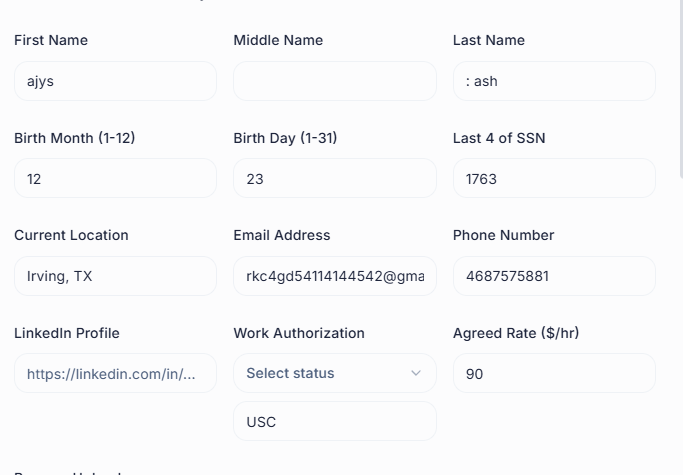 First Name Middle Name Last Name
ajys : ash
Birth Month (1-12) Birth Day (1-31) Last 4 of SSN
12 23 1763
Current Location Email Address Phone Number
Irving, TX rkc4gd54114144542@gma 4687575881
LinkedIn Profile Work Authorization Agreed Rate ($/hr)
https://linkedin.com/in/... Select status 90
USC